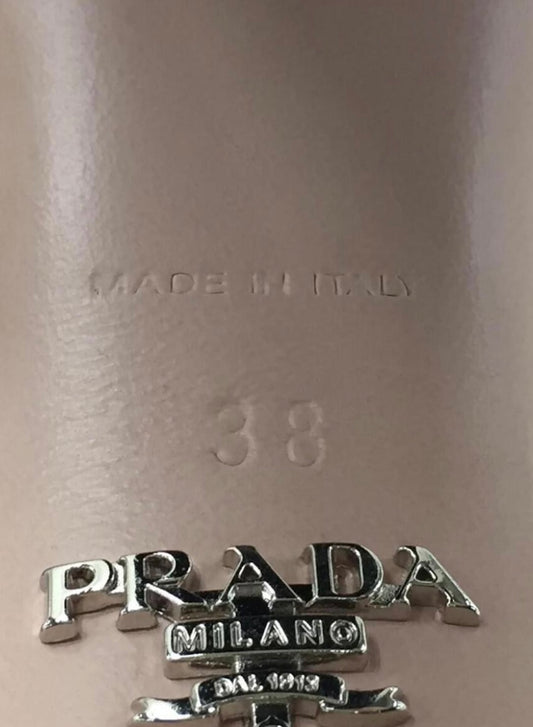 MADE IN ITALY
38
PRADA
MILANO
DAL 1913